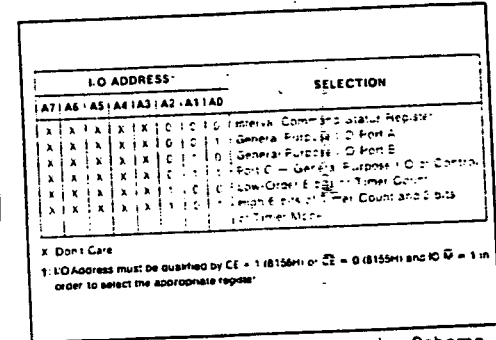 I-O ADDRESS† SELECTION
A7 A6 A5 A4 A3 A2 A1 A0
X X X X X 0 0 0 Interval Command Status Register
X X X X X 0 0 1 General Purpose I/O Port A
X X X X X 0 1 0 General Purpose I/O Port B
X X X X X 0 1 1 Port C — General Purpose I/O or Control
X X X X X 1 0 0 Low-Order 8 bits of Timer Count
X X X X X 1 0 1 High 6 bits of Timer Count and 2 bits
of Timer Mode
X Don't Care
†: I/O Address must be qualified by CE = 1 (8156H) or CE = 0 (8155H) and IO/M = 1 in
order to select the appropriate register
Scheme